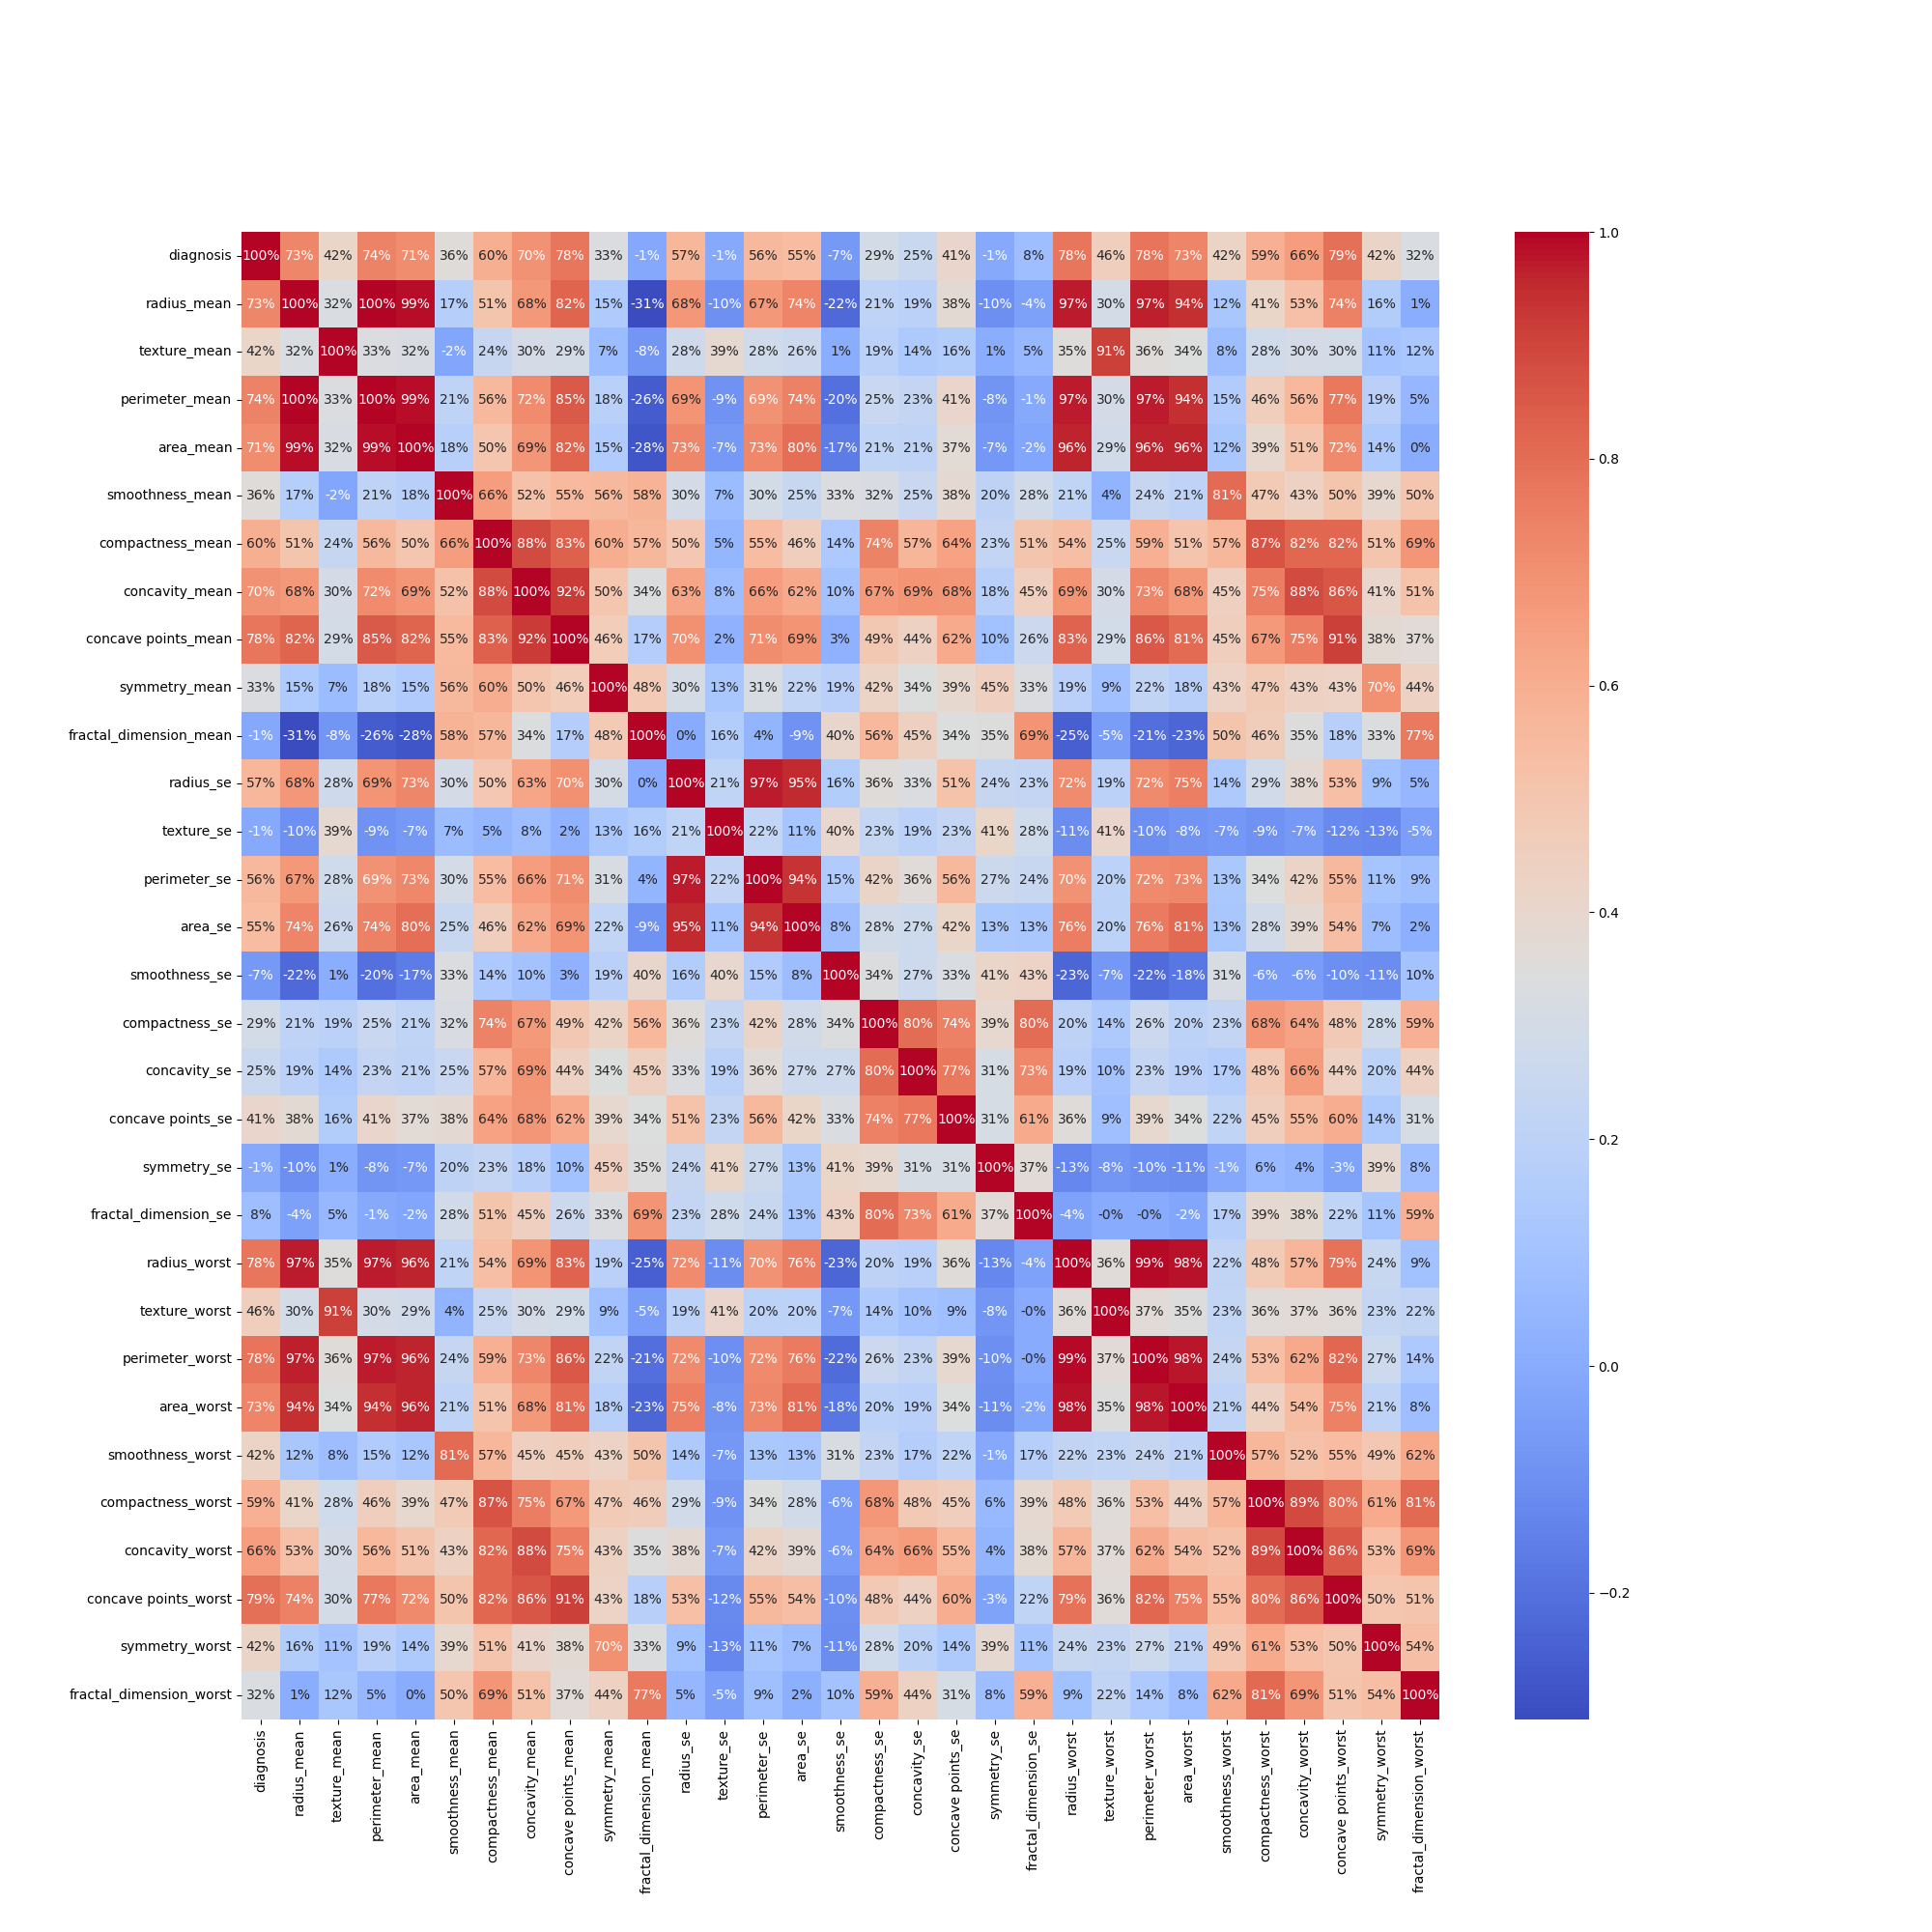 diagnosis 100% 73% 42% 74% 71% 36% 60% 70% 78% 33% -1% 57% -1% 56% 55% -7% 29% 25% 41% -1% 8% 78% 46% 78% 73% 42% 59% 66% 79% 42% 32%
radius_mean 73% 100% 32% 100% 99% 17% 51% 68% 82% 15% -31% 68% -10% 67% 74% -22% 21% 19% 38% -10% -4% 97% 30% 97% 94% 12% 41% 53% 74% 16% 1%
texture_mean 42% 32% 100% 33% 32% -2% 24% 30% 29% 7% -8% 28% 39% 28% 26% 1% 19% 14% 16% 1% 5% 35% 91% 36% 34% 8% 28% 30% 30% 11% 12%
perimeter_mean 74% 100% 33% 100% 99% 21% 56% 72% 85% 18% -26% 69% -9% 69% 74% -20% 25% 23% 41% -8% -1% 97% 30% 97% 94% 15% 46% 56% 77% 19% 5%
area_mean 71% 99% 32% 99% 100% 18% 50% 69% 82% 15% -28% 73% -7% 73% 80% -17% 21% 21% 37% -7% -2% 96% 29% 96% 96% 12% 39% 51% 72% 14% 0%
smoothness_mean 36% 17% -2% 21% 18% 100% 66% 52% 55% 56% 58% 30% 7% 30% 25% 33% 32% 25% 38% 20% 28% 21% 4% 24% 21% 81% 47% 43% 50% 39% 50%
compactness_mean 60% 51% 24% 56% 50% 66% 100% 88% 83% 60% 57% 50% 5% 55% 46% 14% 74% 57% 64% 23% 51% 54% 25% 59% 51% 57% 87% 82% 82% 51% 69%
concavity_mean 70% 68% 30% 72% 69% 52% 88% 100% 92% 50% 34% 63% 8% 66% 62% 10% 67% 69% 68% 18% 45% 69% 30% 73% 68% 45% 75% 88% 86% 41% 51%
concave points_mean 78% 82% 29% 85% 82% 55% 83% 92% 100% 46% 17% 70% 2% 71% 69% 3% 49% 44% 62% 10% 26% 83% 29% 86% 81% 45% 67% 75% 91% 38% 37%
symmetry_mean 33% 15% 7% 18% 15% 56% 60% 50% 46% 100% 48% 30% 13% 31% 22% 19% 42% 34% 39% 45% 33% 19% 9% 22% 18% 43% 47% 43% 43% 70% 44%
fractal_dimension_mean -1% -31% -8% -26% -28% 58% 57% 34% 17% 48% 100% 0% 16% 4% -9% 40% 56% 45% 34% 35% 69% -25% -5% -21% -23% 50% 46% 35% 18% 33% 77%
radius_se 57% 68% 28% 69% 73% 30% 50% 63% 70% 30% 0% 100% 21% 97% 95% 16% 36% 33% 51% 24% 23% 72% 19% 72% 75% 14% 29% 38% 53% 9% 5%
texture_se -1% -10% 39% -9% -7% 7% 5% 8% 2% 13% 16% 21% 100% 22% 11% 40% 23% 19% 23% 41% 28% -11% 41% -10% -8% -7% -9% -7% -12% -13% -5%
perimeter_se 56% 67% 28% 69% 73% 30% 55% 66% 71% 31% 4% 97% 22% 100% 94% 15% 42% 36% 56% 27% 24% 70% 20% 72% 73% 13% 34% 42% 55% 11% 9%
area_se 55% 74% 26% 74% 80% 25% 46% 62% 69% 22% -9% 95% 11% 94% 100% 8% 28% 27% 42% 13% 13% 76% 20% 76% 81% 13% 28% 39% 54% 7% 2%
smoothness_se -7% -22% 1% -20% -17% 33% 14% 10% 3% 19% 40% 16% 40% 15% 8% 100% 34% 27% 33% 41% 43% -23% -7% -22% -18% 31% -6% -6% -10% -11% 10%
compactness_se 29% 21% 19% 25% 21% 32% 74% 67% 49% 42% 56% 36% 23% 42% 28% 34% 100% 80% 74% 39% 80% 20% 14% 26% 20% 23% 68% 64% 48% 28% 59%
concavity_se 25% 19% 14% 23% 21% 25% 57% 69% 44% 34% 45% 33% 19% 36% 27% 27% 80% 100% 77% 31% 73% 19% 10% 23% 19% 17% 48% 66% 44% 20% 44%
concave points_se 41% 38% 16% 41% 37% 38% 64% 68% 62% 39% 34% 51% 23% 56% 42% 33% 74% 77% 100% 31% 61% 36% 9% 39% 34% 22% 45% 55% 60% 14% 31%
symmetry_se -1% -10% 1% -8% -7% 20% 23% 18% 10% 45% 35% 24% 41% 27% 13% 41% 39% 31% 31% 100% 37% -13% -8% -10% -11% -1% 6% 4% -3% 39% 8%
fractal_dimension_se 8% -4% 5% -1% -2% 28% 51% 45% 26% 33% 69% 23% 28% 24% 13% 43% 80% 73% 61% 37% 100% -4% -0% -0% -2% 17% 39% 38% 22% 11% 59%
radius_worst 78% 97% 35% 97% 96% 21% 54% 69% 83% 19% -25% 72% -11% 70% 76% -23% 20% 19% 36% -13% -4% 100% 36% 99% 98% 22% 48% 57% 79% 24% 9%
texture_worst 46% 30% 91% 30% 29% 4% 25% 30% 29% 9% -5% 19% 41% 20% 20% -7% 14% 10% 9% -8% -0% 36% 100% 37% 35% 23% 36% 37% 36% 23% 22%
perimeter_worst 78% 97% 36% 97% 96% 24% 59% 73% 86% 22% -21% 72% -10% 72% 76% -22% 26% 23% 39% -10% -0% 99% 37% 100% 98% 24% 53% 62% 82% 27% 14%
area_worst 73% 94% 34% 94% 96% 21% 51% 68% 81% 18% -23% 75% -8% 73% 81% -18% 20% 19% 34% -11% -2% 98% 35% 98% 100% 21% 44% 54% 75% 21% 8%
smoothness_worst 42% 12% 8% 15% 12% 81% 57% 45% 45% 43% 50% 14% -7% 13% 13% 31% 23% 17% 22% -1% 17% 22% 23% 24% 21% 100% 57% 52% 55% 49% 62%
compactness_worst 59% 41% 28% 46% 39% 47% 87% 75% 67% 47% 46% 29% -9% 34% 28% -6% 68% 48% 45% 6% 39% 48% 36% 53% 44% 57% 100% 89% 80% 61% 81%
concavity_worst 66% 53% 30% 56% 51% 43% 82% 88% 75% 43% 35% 38% -7% 42% 39% -6% 64% 66% 55% 4% 38% 57% 37% 62% 54% 52% 89% 100% 86% 53% 69%
concave points_worst 79% 74% 30% 77% 72% 50% 82% 86% 91% 43% 18% 53% -12% 55% 54% -10% 48% 44% 60% -3% 22% 79% 36% 82% 75% 55% 80% 86% 100% 50% 51%
symmetry_worst 42% 16% 11% 19% 14% 39% 51% 41% 38% 70% 33% 9% -13% 11% 7% -11% 28% 20% 14% 39% 11% 24% 23% 27% 21% 49% 61% 53% 50% 100% 54%
fractal_dimension_worst 32% 1% 12% 5% 0% 50% 69% 51% 37% 44% 77% 5% -5% 9% 2% 10% 59% 44% 31% 8% 59% 9% 22% 14% 8% 62% 81% 69% 51% 54% 100%
diagnosis
radius_mean
texture_mean
perimeter_mean
area_mean
smoothness_mean
compactness_mean
concavity_mean
concave points_mean
symmetry_mean
fractal_dimension_mean
radius_se
texture_se
perimeter_se
area_se
smoothness_se
compactness_se
concavity_se
concave points_se
symmetry_se
fractal_dimension_se
radius_worst
texture_worst
perimeter_worst
area_worst
smoothness_worst
compactness_worst
concavity_worst
concave points_worst
symmetry_worst
fractal_dimension_worst
1.0
0.8
0.6
0.4
0.2
0.0
−0.2